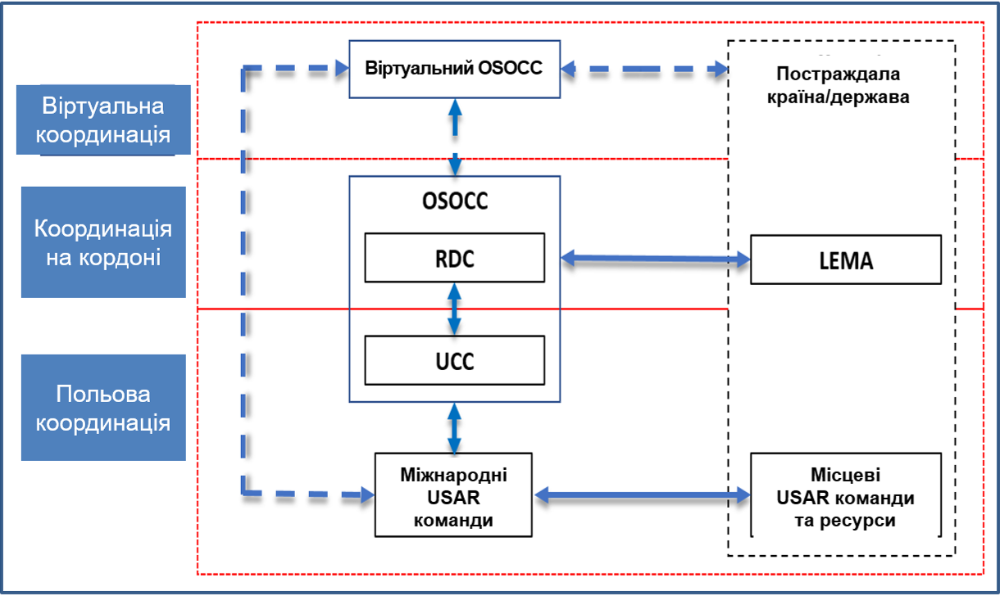 Віртуальний OSOCC
Постраждала
країна/держава
Віртуальна
координація
OSOCC
Координація
на кордоні
RDC
LEMA
UCC
Польова
координація
Міжнародні
USAR
команди
Місцеві
USAR команди
та ресурси